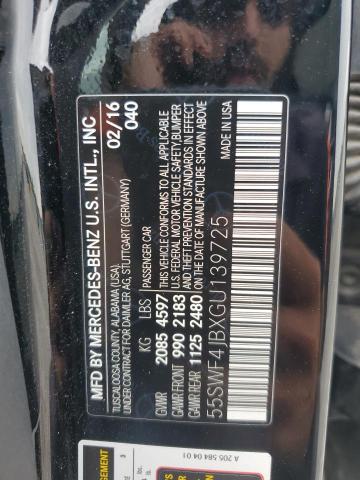 MFD BY MERCEDES-BENZ U.S. INTL., INC
TUSCALOOSA COUNTY, ALABAMA (USA)
UNDER CONTRACT FOR DAIMLER AG, STUTTGART (GERMANY)
02/16
040
KG LBS PASSENGER CAR
GVWR 2085 4597
GAWR FRONT 990 2183
GAWR REAR 1125 2480
THIS VEHICLE CONFORMS TO ALL APPLICABLE
U.S. FEDERAL MOTOR VEHICLE SAFETY, BUMPER
AND THEFT PREVENTION STANDARDS IN EFFECT
ON THE DATE OF MANUFACTURE SHOWN ABOVE.
MADE IN USA
55SWF4JBXGU139725
A 205 584 04 01